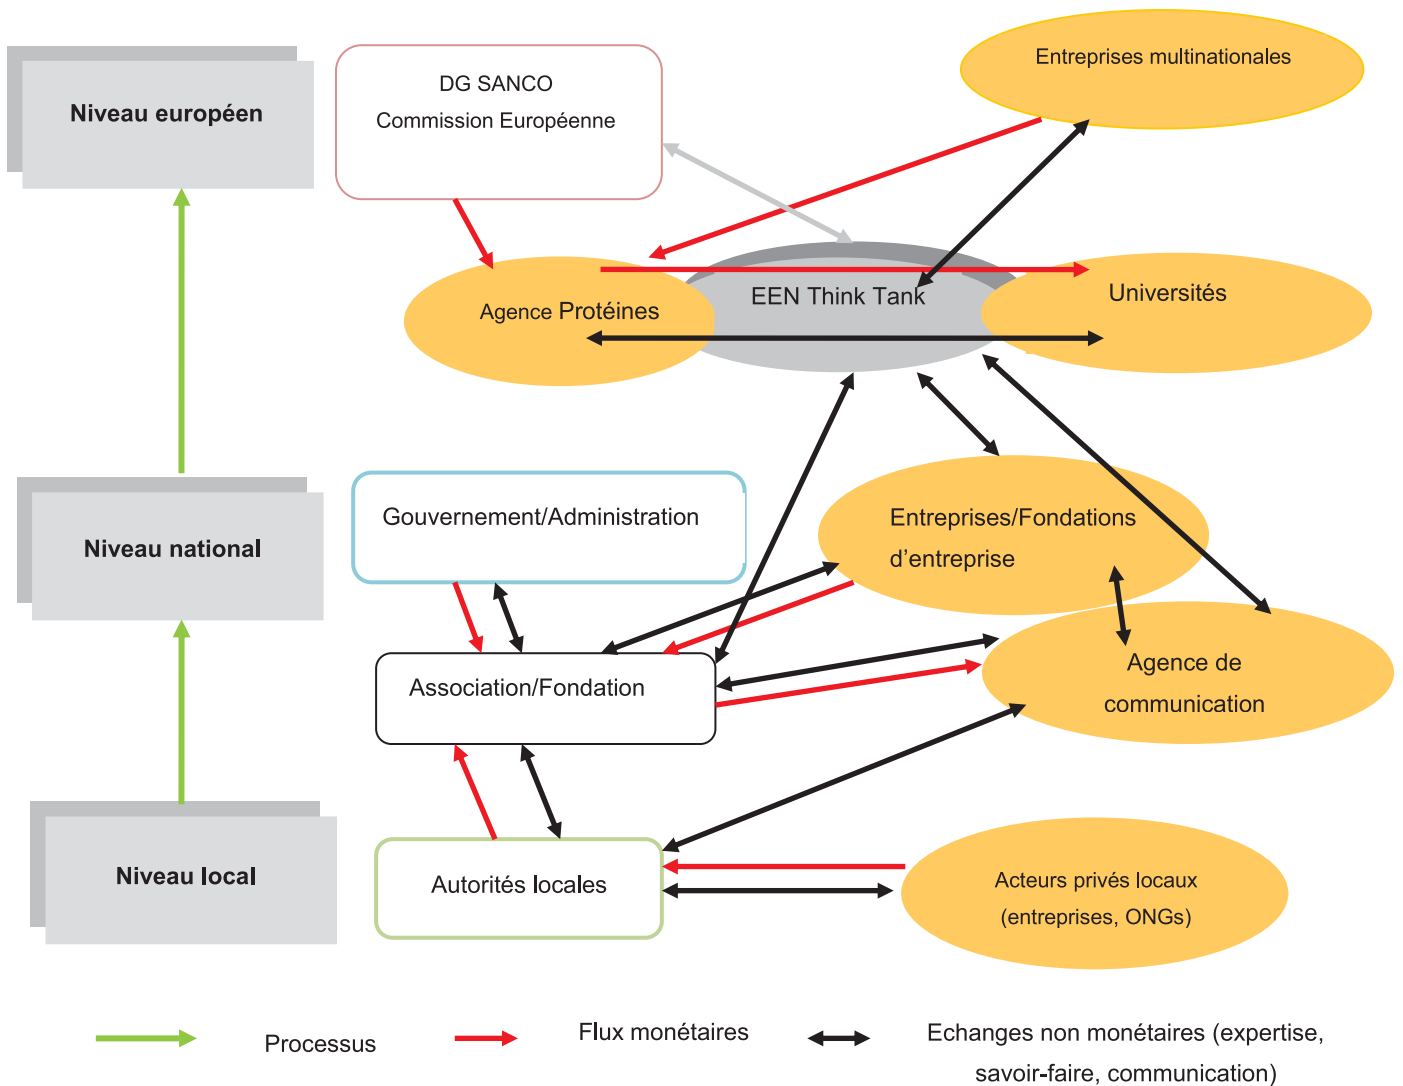 Niveau européen
DG SANCO
Commission Européenne
Entreprises multinationales
Agence Protéines
EEN Think Tank
Universités
Niveau national
Gouvernement/Administration
Entreprises/Fondations
d’entreprise
Association/Fondation
Agence de
communication
Niveau local
Autorités locales
Acteurs privés locaux
(entreprises, ONGs)
Processus
Flux monétaires
Echanges non monétaires (expertise,
savoir-faire, communication)